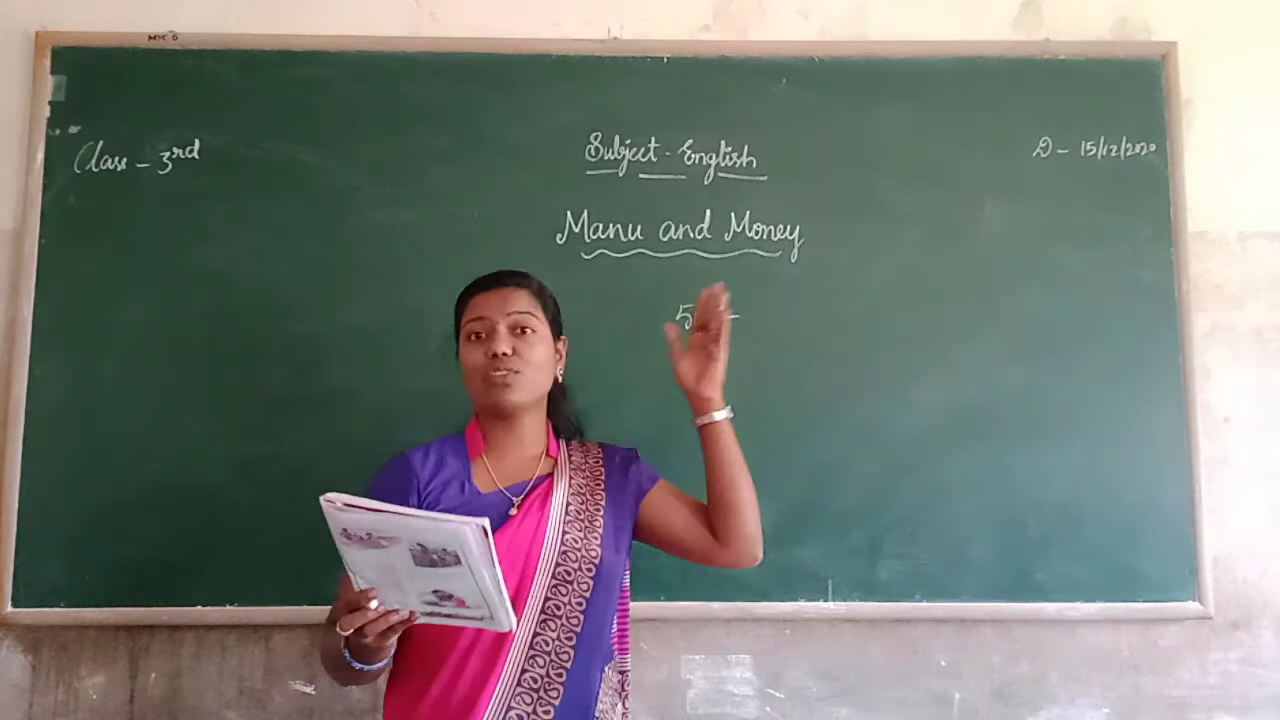 Class - 3rd
Subject - English
D - 15/12/2020
Manu and Money
5